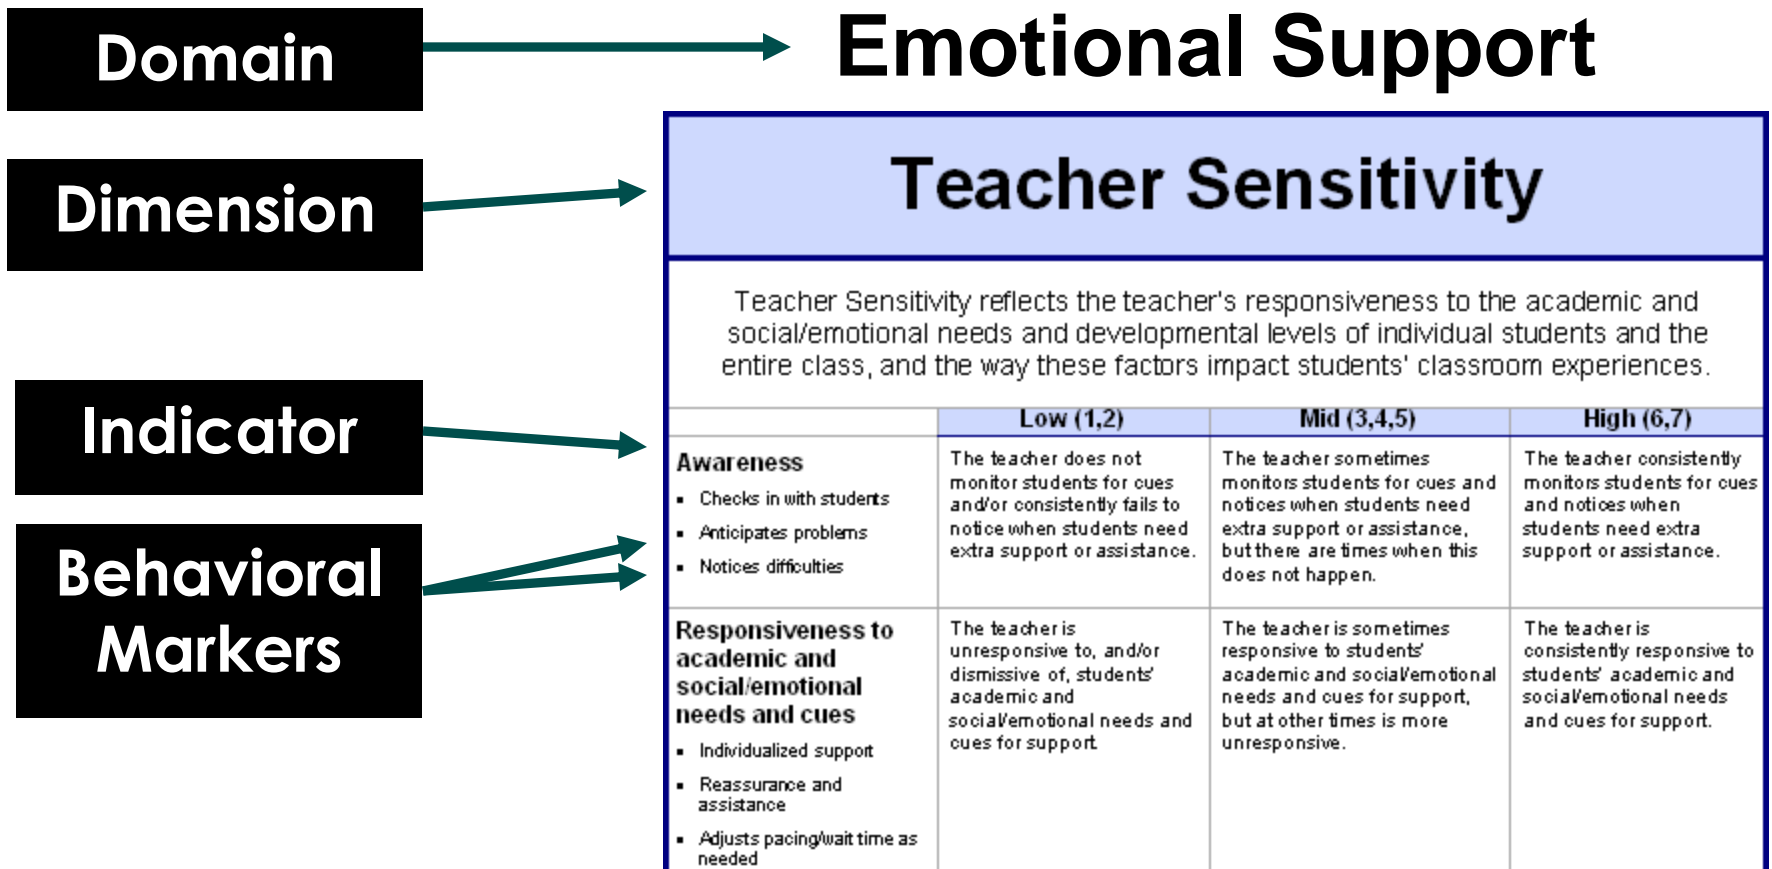 Domain
Emotional Support
Dimension
Teacher Sensitivity
Teacher Sensitivity reflects the teacher's responsiveness to the academic and
social/emotional needs and developmental levels of individual students and the
entire class, and the way these factors impact students' classroom experiences.
Indicator
Behavioral
Markers
Low (1,2)
Mid (3,4,5)
High (6,7)
Awareness
▪ Checks in with students
▪ Anticipates problems
▪ Notices difficulties
The teacher does not
monitor students for cues
and/or consistently fails to
notice when students need
extra support or assistance.
The teacher sometimes
monitors students for cues and
notices when students need
extra support or assistance,
but there are times when this
does not happen.
The teacher consistently
monitors students for cues
and notices when
students need extra
support or assistance.
Responsiveness to
academic and
social/emotional
needs and cues
▪ Individualized support
▪ Reassurance and
assistance
▪ Adjusts pacing/wait time as
needed
The teacher is
unresponsive to, and/or
dismissive of, students'
academic and
social/emotional needs and
cues for support.
The teacher is sometimes
responsive to students'
academic and social/emotional
needs and cues for support,
but at other times is more
unresponsive.
The teacher is
consistently responsive to
students' academic and
social/emotional needs
and cues for support.